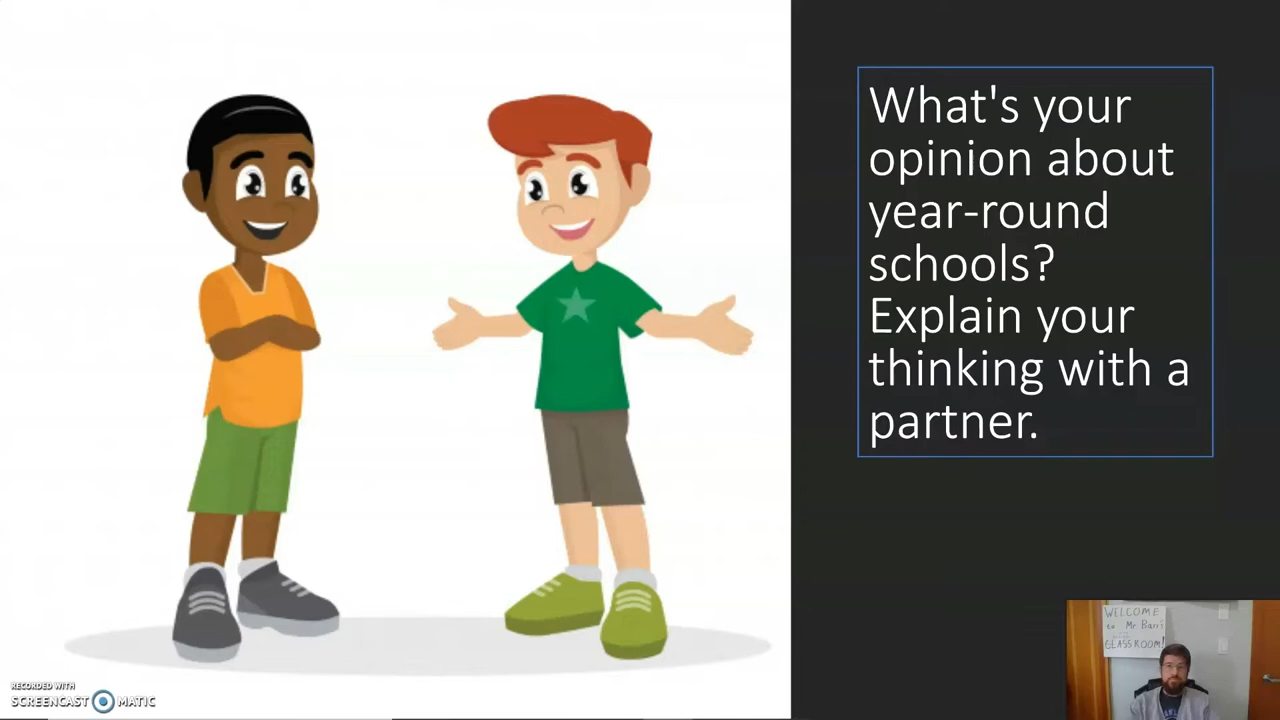 What's your
opinion about
year-round
schools?
Explain your
thinking with a
partner.
WELCOME
to Mr Barri
CLASSROOM!
RECORDED WITH
SCREENCAST MATIC